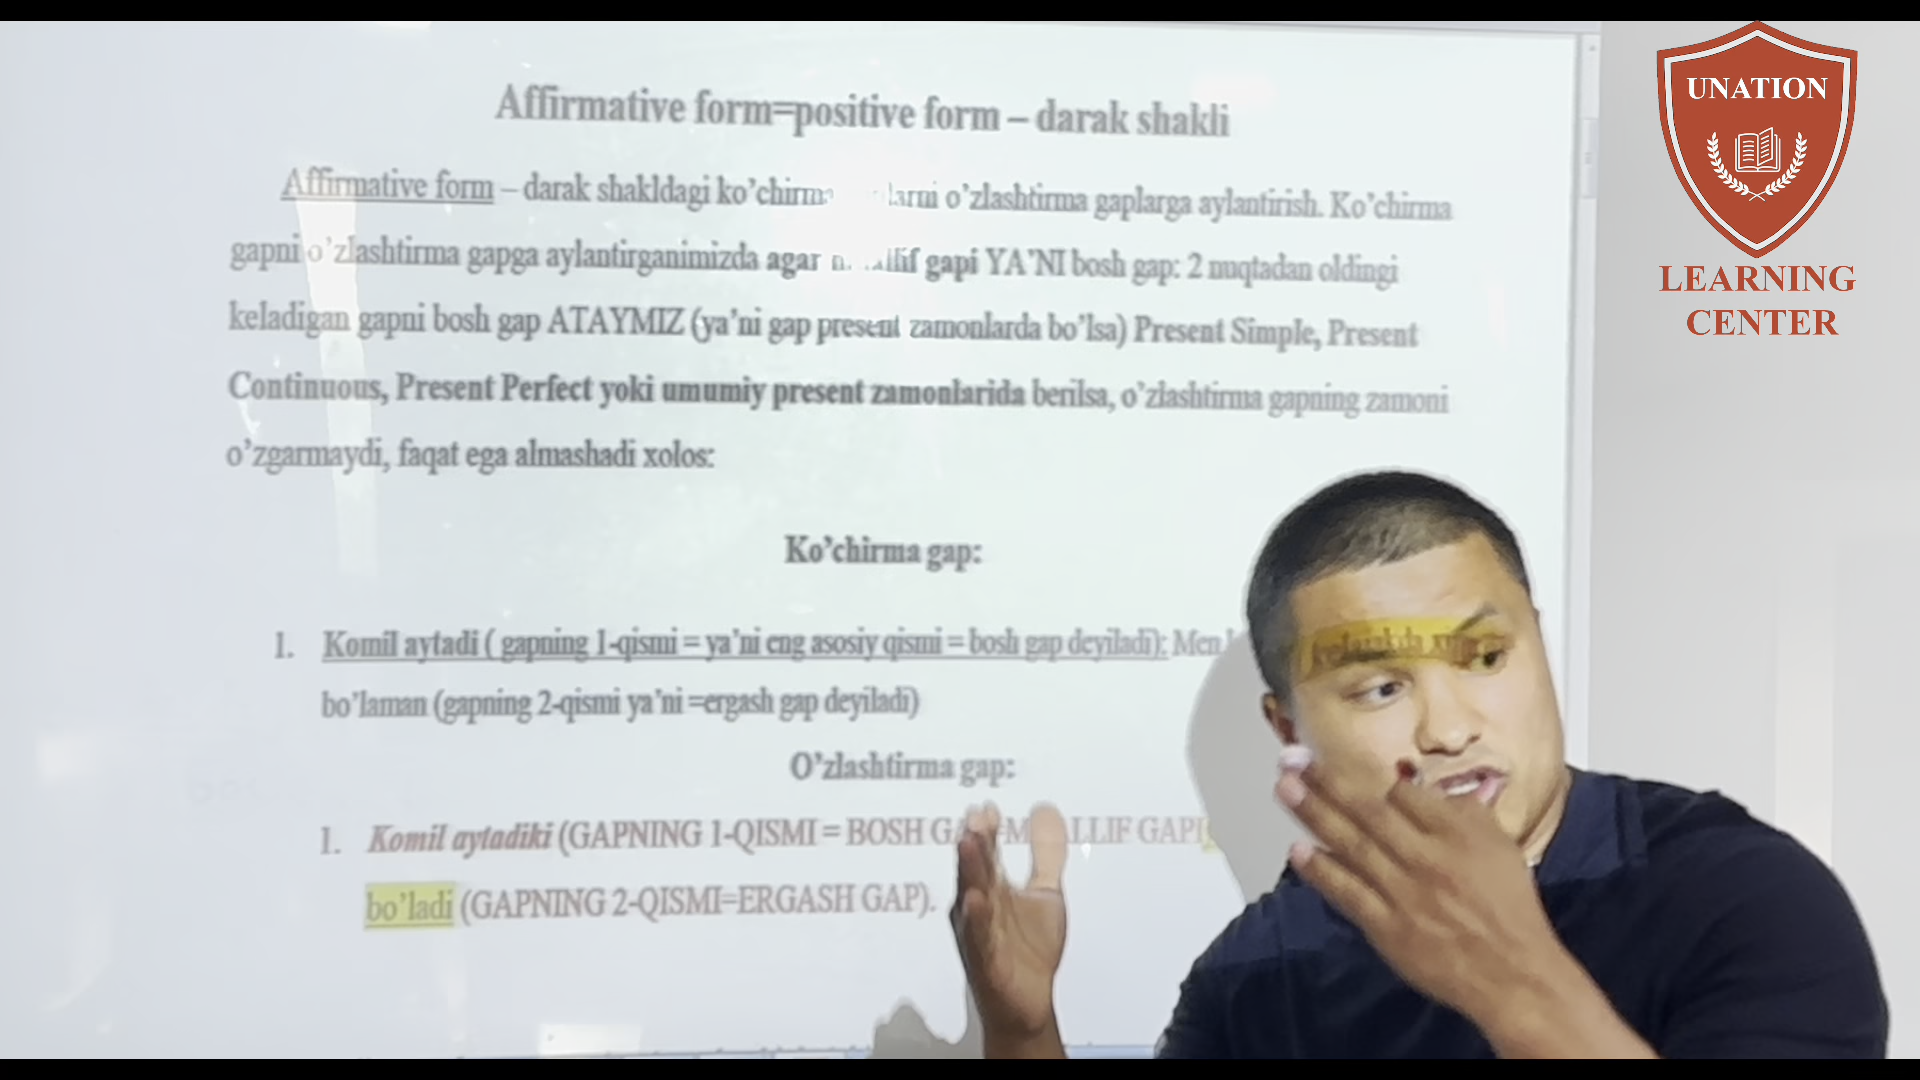 Affirmative form=positive form – darak shakli
Affirmative form – darak shakldagi ko’chirma o’zlashtirma gaplarga aylantirish. Ko’chirma
gapni o’zlashtirma gapga aylantirganimizda agar gapi YA’NI bosh gap: 2 nuqtadan oldingi
keladigan gapni bosh gap ATAYMIZ (ya’ni gap present zamonlarda bo’lsa) Present Simple, Present
Continuous, Present Perfect yoki umumiy present zamonlarida berilsa, o’zlashtirma gapning zamoni
o’zgarmaydi, faqat ega almashadi xolos:
Ko’chirma gap:
1. Komil aytadi ( gapning 1-qismi = ya’ni eng asosiy qismi = bosh gap deyiladi): Men
bo’laman (gapning 2-qismi ya’ni =ergash gap deyiladi)
O’zlashtirma gap:
1. Komil aytadiki (GAPNING 1-QISMI = BOSH GAPI
bo’ladi (GAPNING 2-QISMI=ERGASH GAP).
UNATION
LEARNING
CENTER